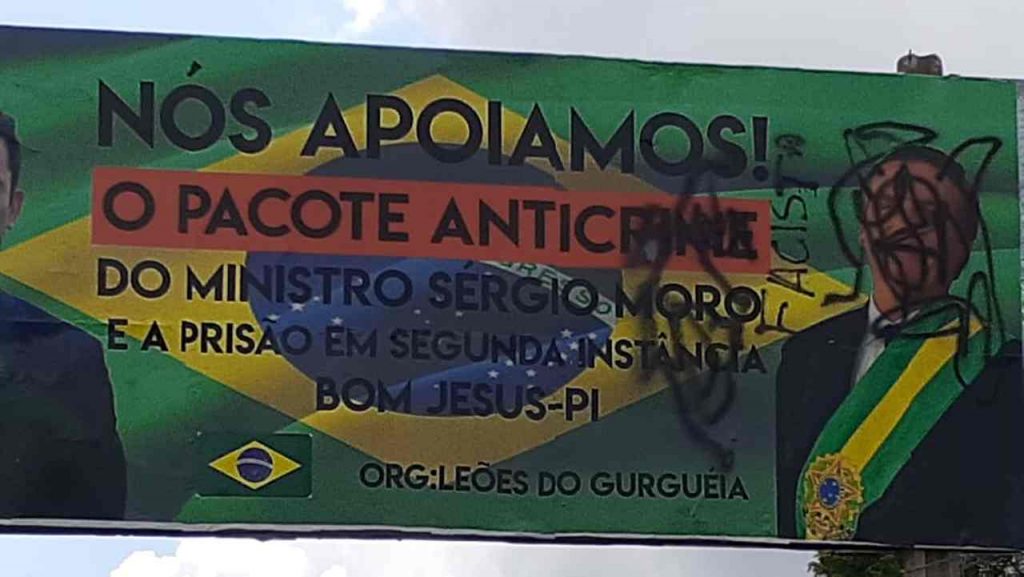 NÓS APOIAMOS!
O PACOTE ANTICRIME
DO MINISTRO SÉRGIO MORO
E A PRISÃO EM SEGUNDA INSTÂNCIA
BOM JESUS-PI
ORG:LEÕES DO GURGUÉIA
FACISTA